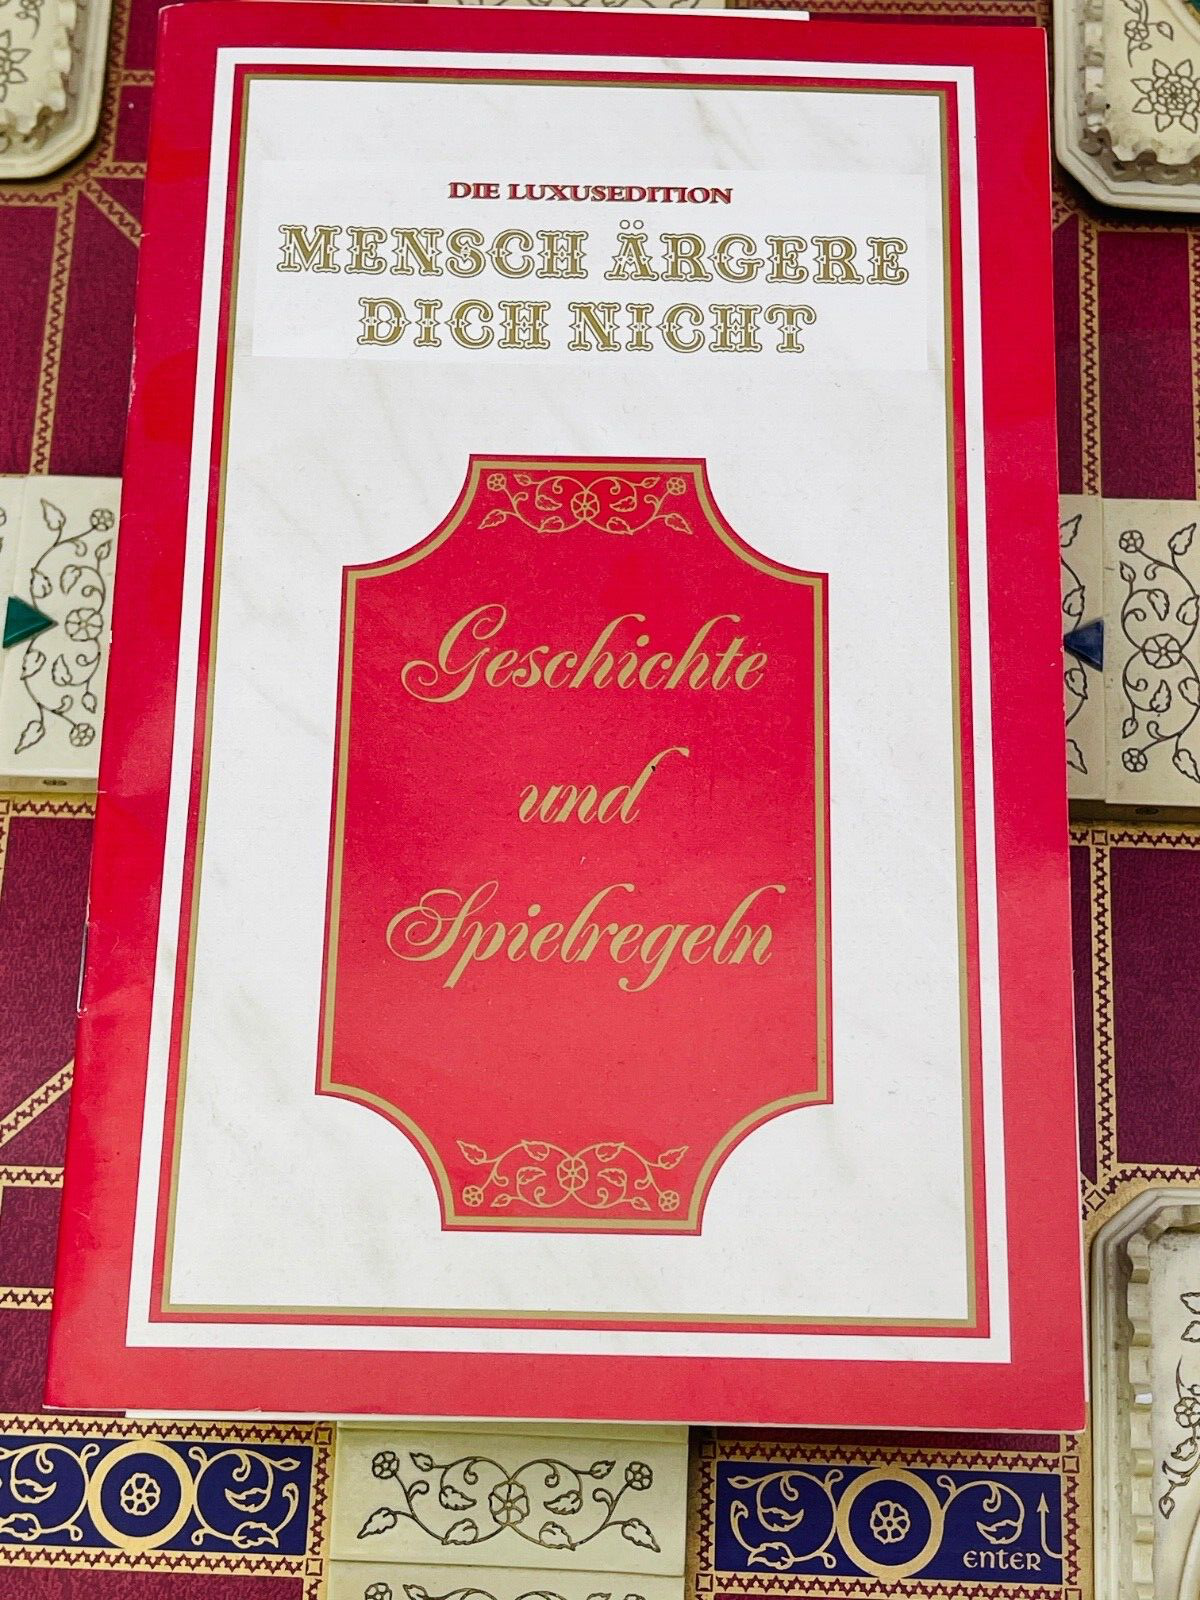 DIE LUXUSEDITION
MENSCH ÄRGERE
DICH NICHT
Geschichte
und
Spielregeln
ENTER